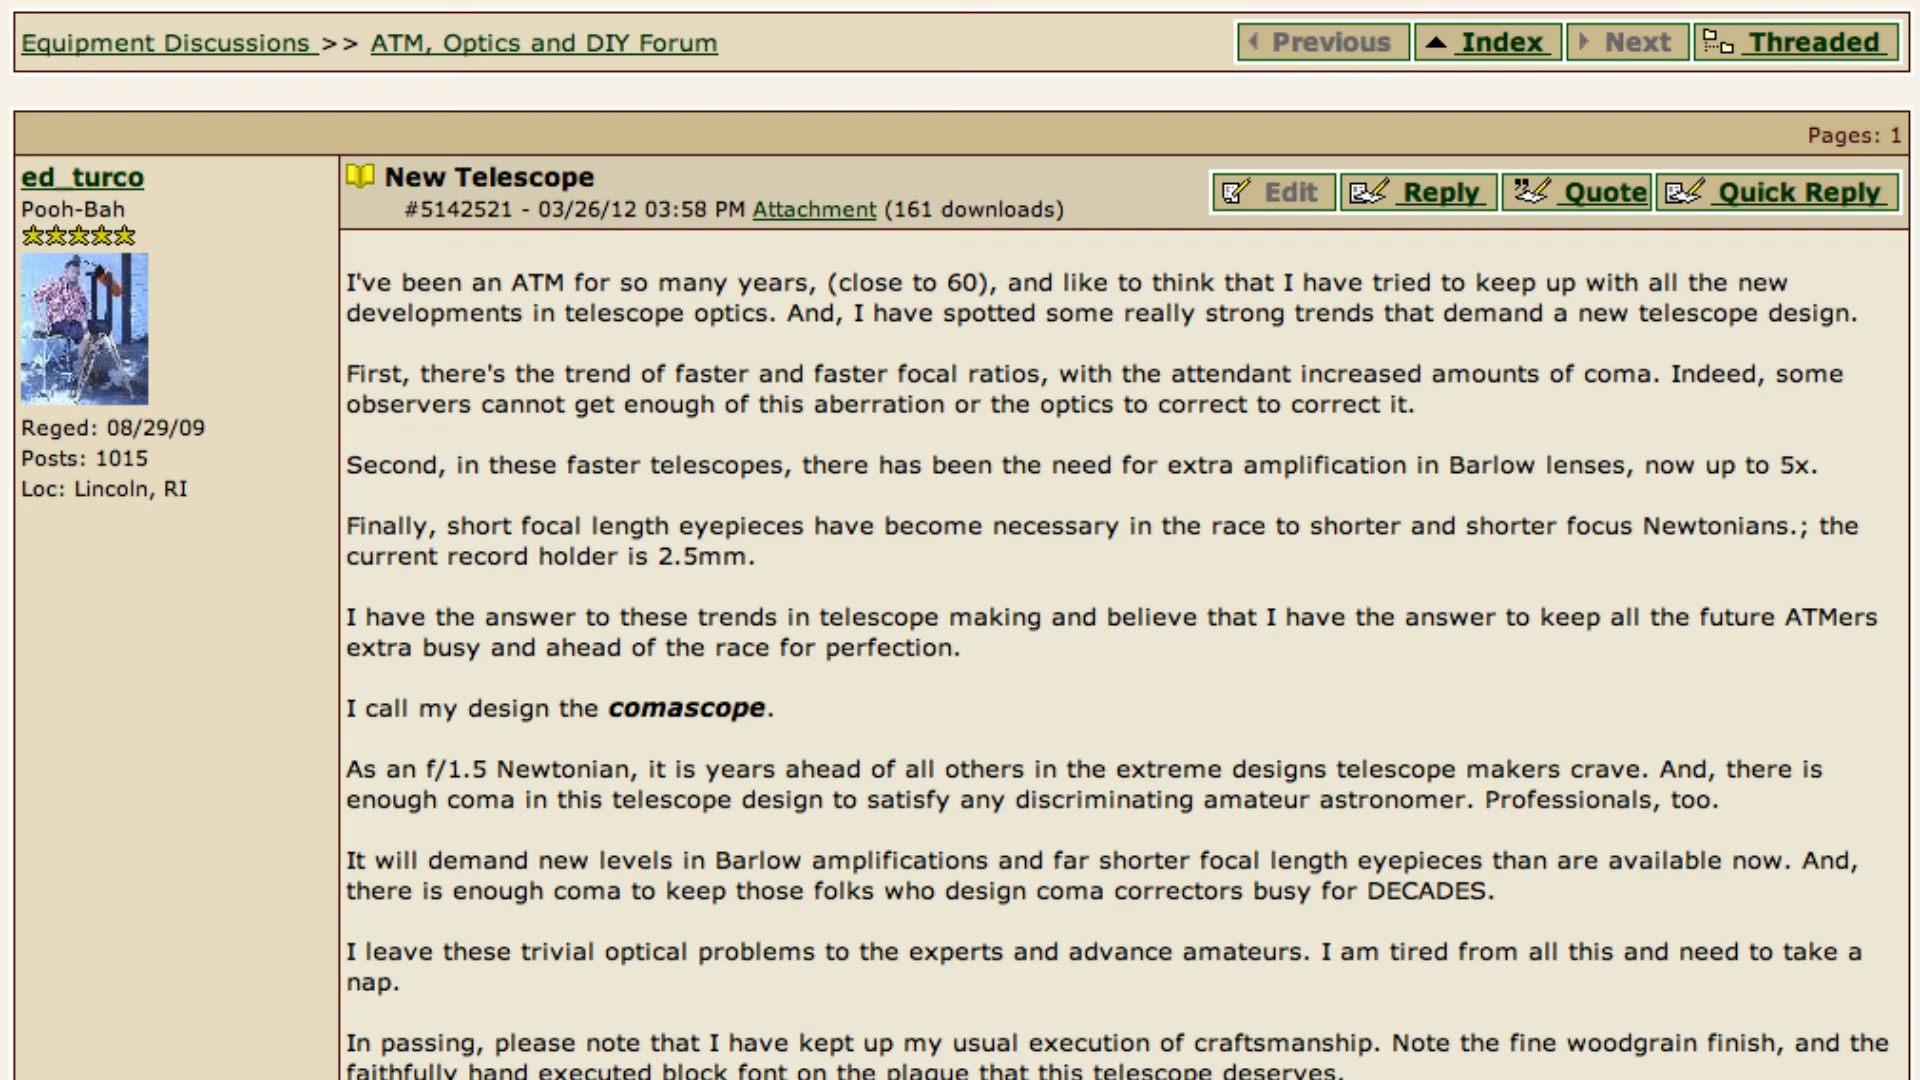 Equipment Discussions >> ATM, Optics and DIY Forum
Previous Index Next Threaded
Pages: 1
ed_turco
Pooh-Bah
Reged: 08/29/09
Posts: 1015
Loc: Lincoln, RI
New Telescope
#5142521 - 03/26/12 03:58 PM Attachment (161 downloads)
Edit Reply Quote Quick Reply
I've been an ATM for so many years, (close to 60), and like to think that I have tried to keep up with all the new
developments in telescope optics. And, I have spotted some really strong trends that demand a new telescope design.
First, there's the trend of faster and faster focal ratios, with the attendant increased amounts of coma. Indeed, some
observers cannot get enough of this aberration or the optics to correct to correct it.
Second, in these faster telescopes, there has been the need for extra amplification in Barlow lenses, now up to 5x.
Finally, short focal length eyepieces have become necessary in the race to shorter and shorter focus Newtonians.; the
current record holder is 2.5mm.
I have the answer to these trends in telescope making and believe that I have the answer to keep all the future ATMers
extra busy and ahead of the race for perfection.
I call my design the comascope.
As an f/1.5 Newtonian, it is years ahead of all others in the extreme designs telescope makers crave. And, there is
enough coma in this telescope design to satisfy any discriminating amateur astronomer. Professionals, too.
It will demand new levels in Barlow amplifications and far shorter focal length eyepieces than are available now. And,
there is enough coma to keep those folks who design coma correctors busy for DECADES.
I leave these trivial optical problems to the experts and advance amateurs. I am tired from all this and need to take a
nap.
In passing, please note that I have kept up my usual execution of craftsmanship. Note the fine woodgrain finish, and the
faithfully hand executed block font on the plaque that this telescope deserves.